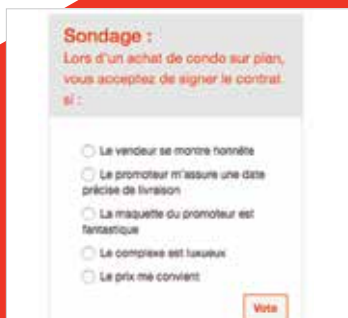 Sondage :
Lors d'un achat de condo sur plan,
vous acceptez de signer le contrat
si :
Le vendeur se montre honnête
Le promoteur m'assure une date
précise de livraison
La maquette du promoteur est
fantastique
Le complexe est luxueux
Le prix me convient
Vote